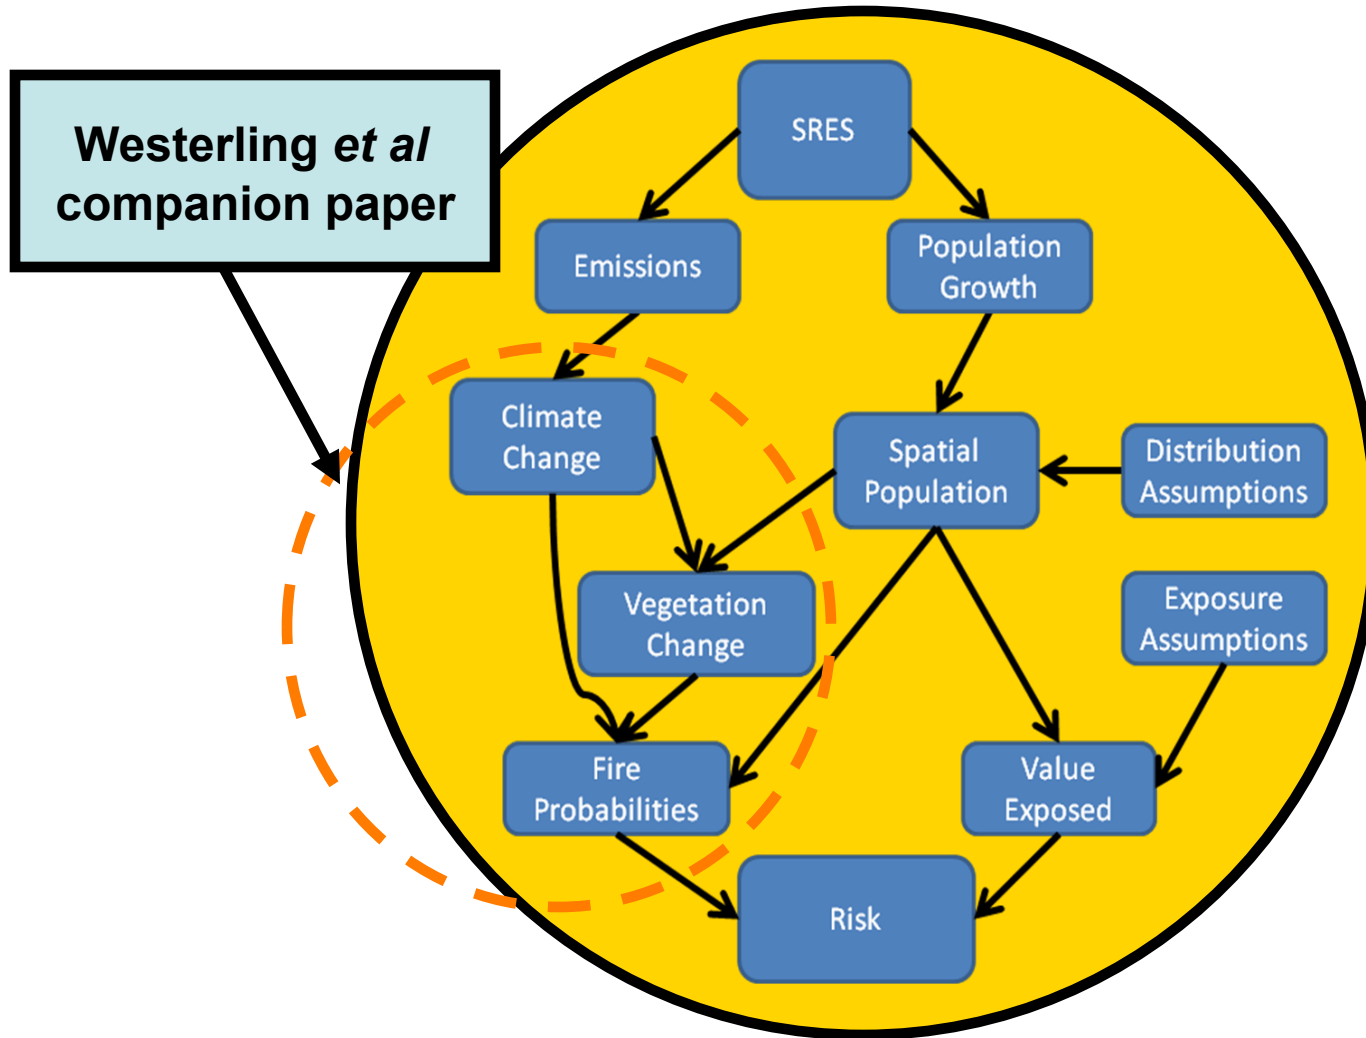 Westerling et al
companion paper
SRES
Emissions
Population
Growth
Climate
Change
Spatial
Population
Distribution
Assumptions
Vegetation
Change
Exposure
Assumptions
Fire
Probabilities
Value
Exposed
Risk